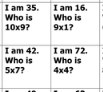 I am 35. I am 16.
Who is Who is
10x9? 9x1?
I am 42. I am 72.
Who is Who is
5x7? 4x4?